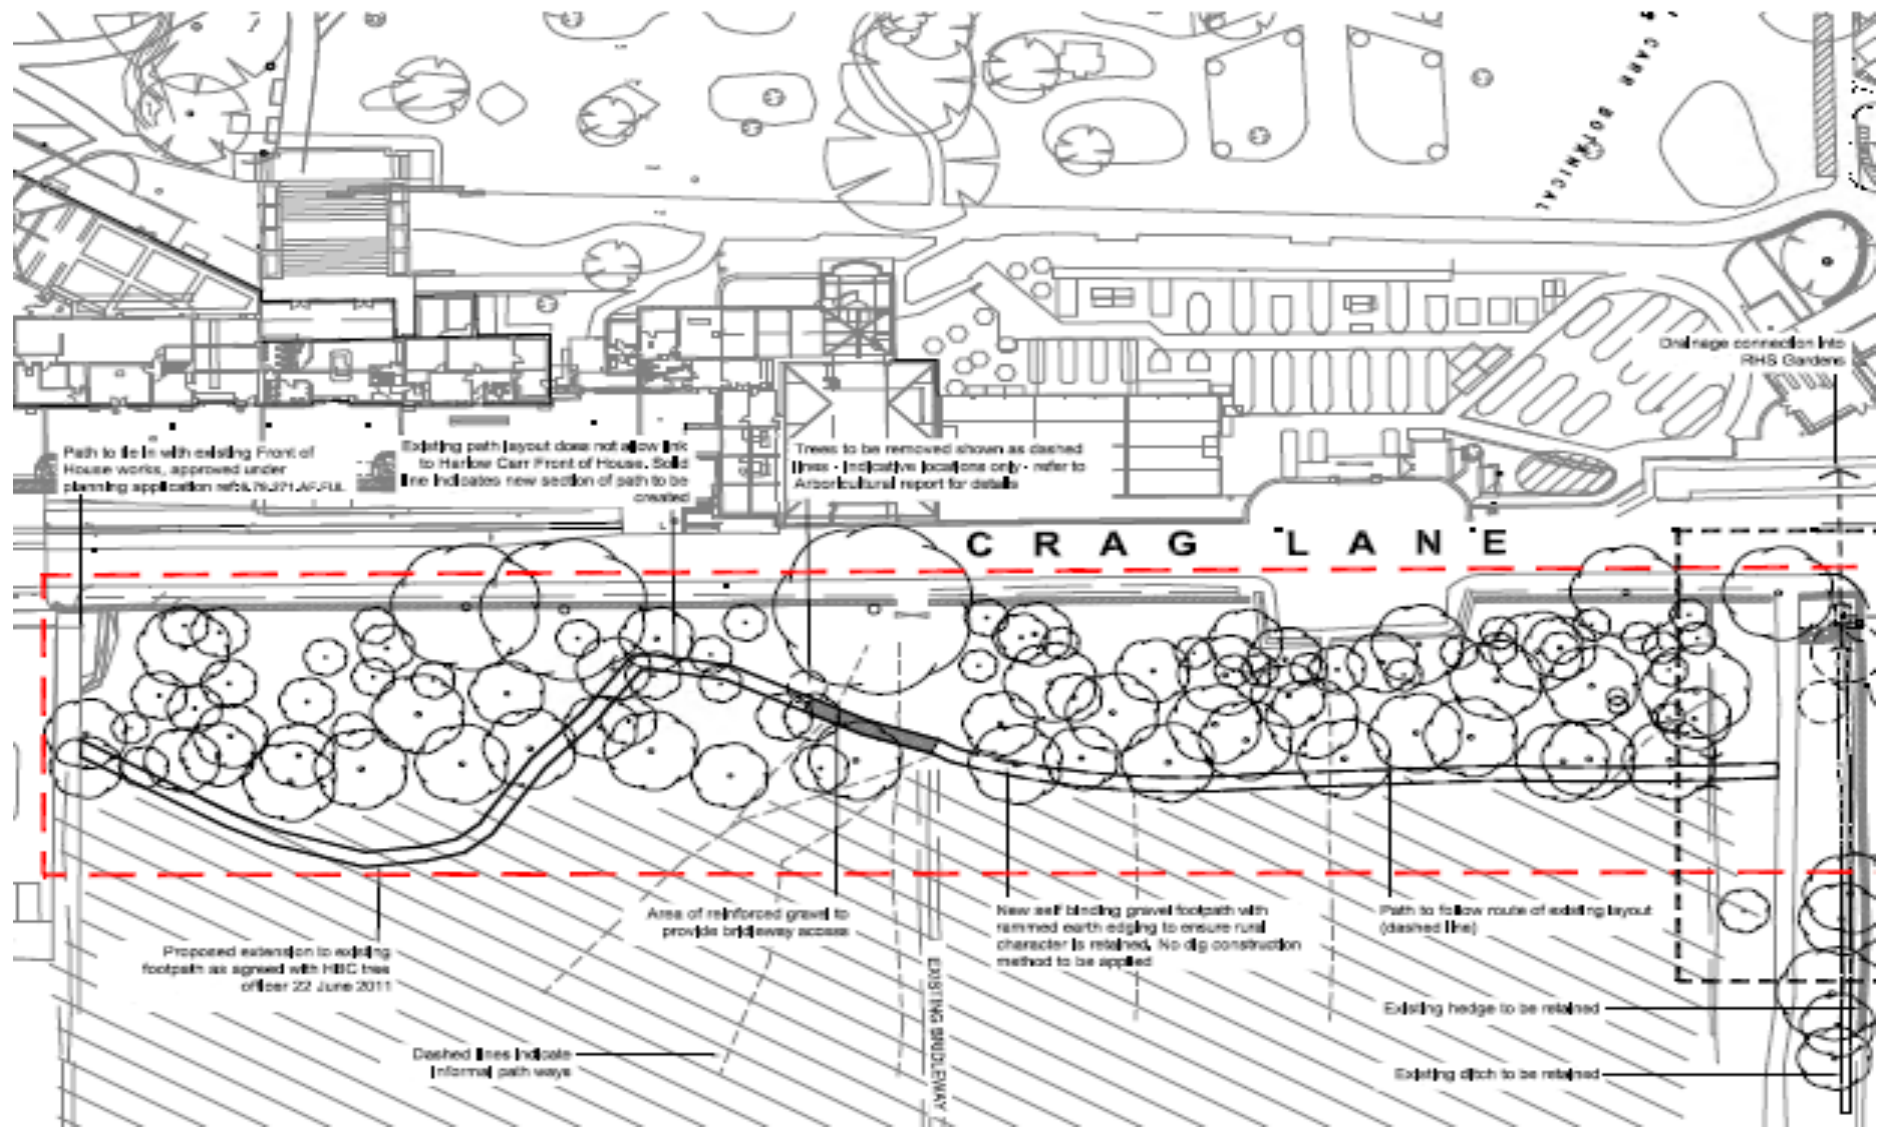 CARR BOTANICAL
Drainage connection into
RHS Gardens
Path to tie in with existing Front of
House works, approved under
planning application ref:
Existing path layout does not allow link
to Harlow Carr Front of House. Solid
line indicates new section of path to be
created
Trees to be removed shown as dashed
lines - indicative locations only - refer to
Arboricultural report for details
CRAG LANE
Area of reinforced gravel to
provide bridleway access
New self binding gravel footpath with
rammed earth edging to ensure rural
character is retained. No dig construction
method to be applied
Path to follow route of existing layout
(dashed line)
Proposed extension to existing
footpath as agreed with HBC tree
officer 22 June 2011
EXISTING BRIDLEWAY
Existing hedge to be retained
Dashed lines indicate
informal path ways
Existing ditch to be retained